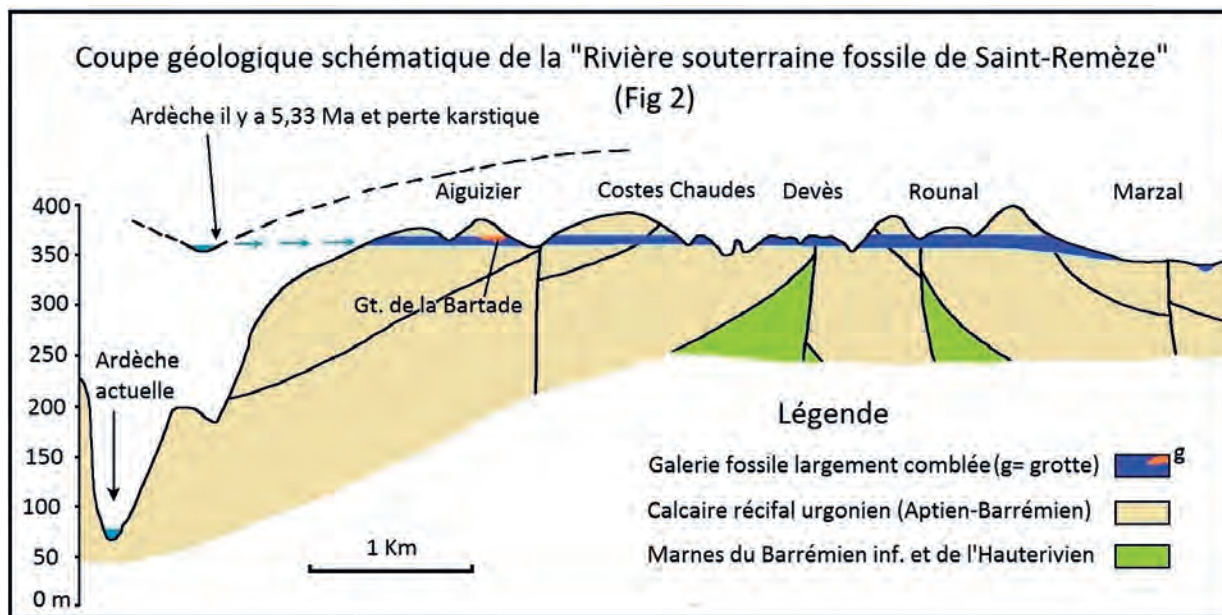 Coupe géologique schématique de la "Rivière souterraine fossile de Saint-Remèze"
(Fig 2)
Ardèche il y a 5,33 Ma et perte karstique
Aiguizier
Costes Chaudes
Devès
Rounal
Marzal
400
350
300
250
200
150
100
50
0 m
Gt. de la Bartade
Ardèche
actuelle
1 Km
Légende
Galerie fossile largement comblée (g= grotte)
g
Calcaire récifal urgonien (Aptien-Barrémien)
Marnes du Barrémien inf. et de l'Hauterivien